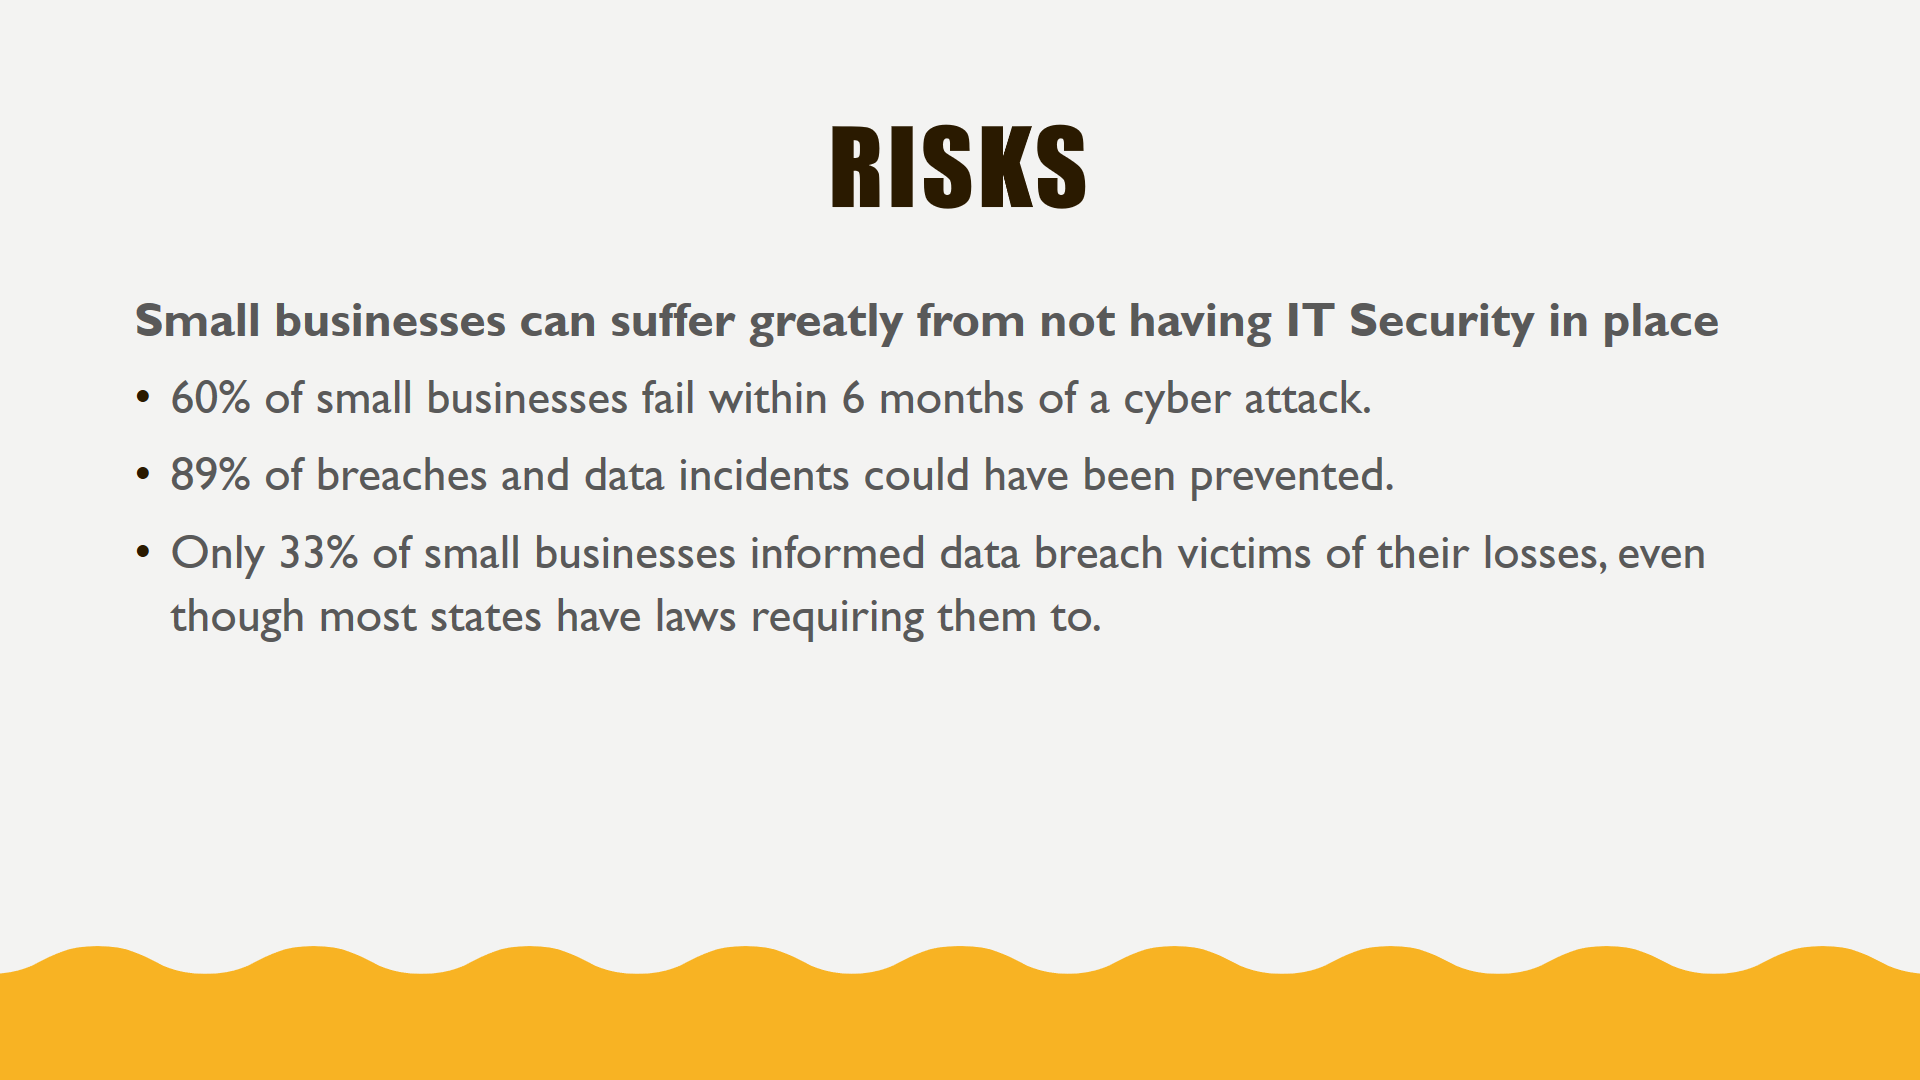 RISKS
Small businesses can suffer greatly from not having IT Security in place
• 60% of small businesses fail within 6 months of a cyber attack.
• 89% of breaches and data incidents could have been prevented.
• Only 33% of small businesses informed data breach victims of their losses, even
though most states have laws requiring them to.